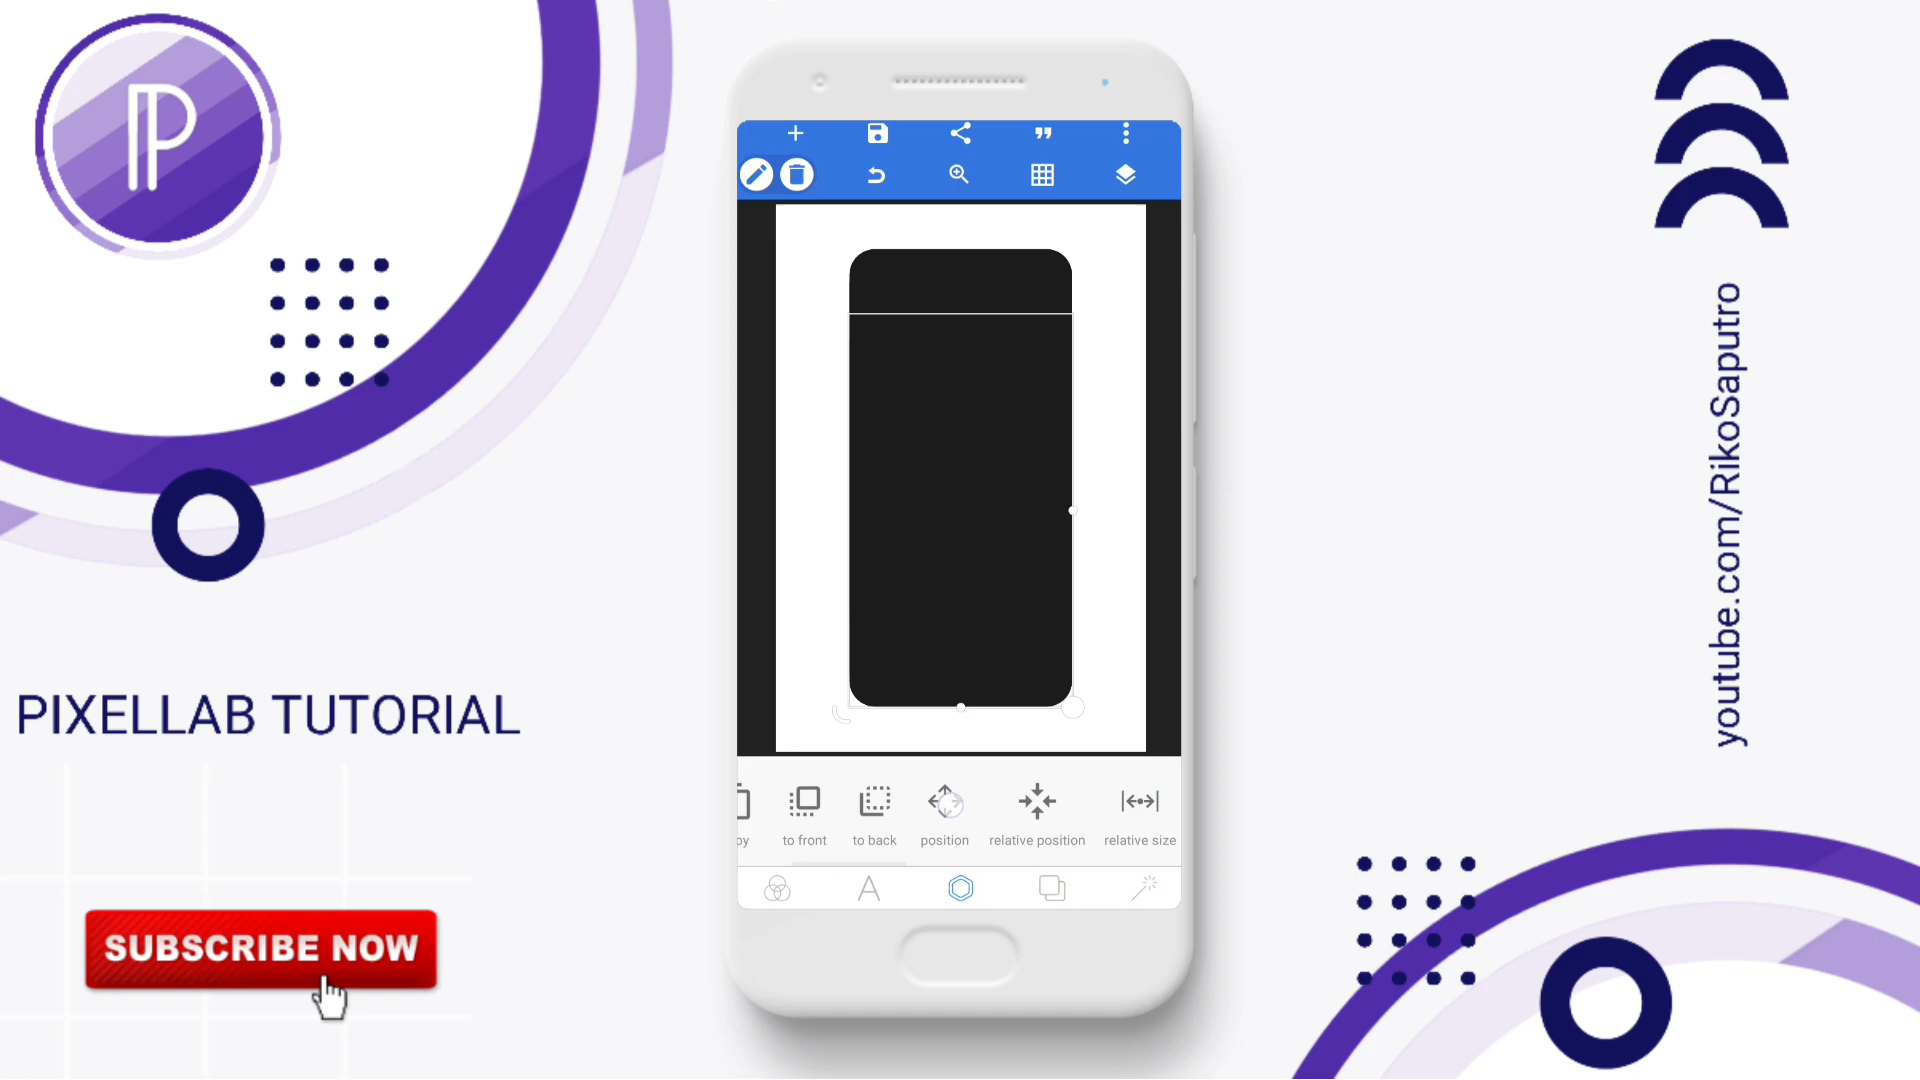 PIXELLAB TUTORIAL
SUBSCRIBE NOW
py
to front
to back
position
relative position
relative size
youtube.com/RikoSaputro